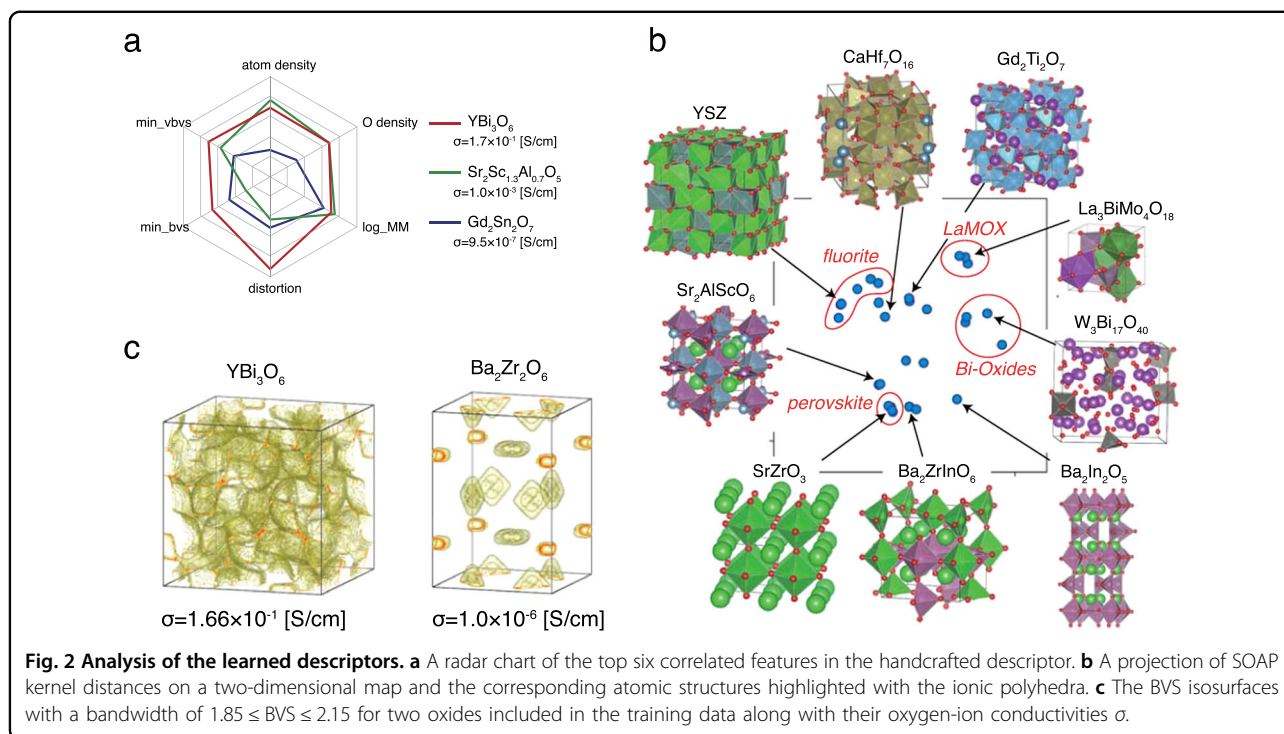 a
atom density
min_vbvs
O density
min_bvs
log_MM
distortion
YBi₃O₆
σ=1.7×10⁻¹ [S/cm]
Sr₂Sc₁.₃Al₀.₇O₅
σ=1.0×10⁻³ [S/cm]
Gd₂Sn₂O₇
σ=9.5×10⁻⁷ [S/cm]
b
CaHf₇O₁₆
Gd₂Ti₂O₇
YSZ
La₃BiMo₄O₁₈
LaMOX
fluorite
Sr₂AlScO₆
W₃Bi₁₇O₄₀
Bi-Oxides
perovskite
SrZrO₃
Ba₂ZrInO₆
Ba₂In₂O₅
c
YBi₃O₆
Ba₂Zr₂O₆
σ=1.66×10⁻¹ [S/cm]
σ=1.0×10⁻⁶ [S/cm]
Fig. 2 Analysis of the learned descriptors. a A radar chart of the top six correlated features in the handcrafted descriptor. b A projection of SOAP
kernel distances on a two-dimensional map and the corresponding atomic structures highlighted with the ionic polyhedra. c The BVS isosurfaces
with a bandwidth of 1.85 ≤ BVS ≤ 2.15 for two oxides included in the training data along with their oxygen-ion conductivities σ.